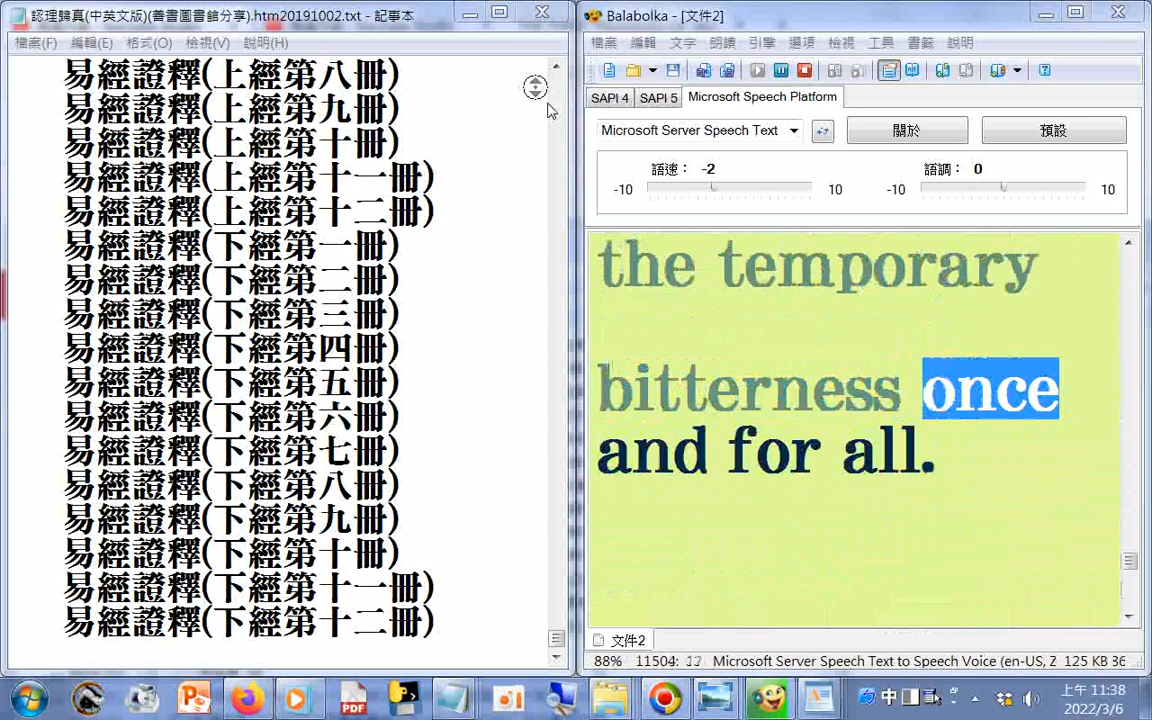 認理歸真(中英文版)(善書圖書館分享).htm20191002.txt - 記事本
檔案(F) 編輯(E) 格式(O) 檢視(V) 說明(H)
易經證釋(上經第八冊)
易經證釋(上經第九冊)
易經證釋(上經第十冊)
易經證釋(上經第十一冊)
易經證釋(上經第十二冊)
易經證釋(下經第一冊)
易經證釋(下經第二冊)
易經證釋(下經第三冊)
易經證釋(下經第四冊)
易經證釋(下經第五冊)
易經證釋(下經第六冊)
易經證釋(下經第七冊)
易經證釋(下經第八冊)
易經證釋(下經第九冊)
易經證釋(下經第十冊)
易經證釋(下經第十一冊)
易經證釋(下經第十二冊)
Balabolka - [文件2]
檔案 編輯 文字 朗讀 引擎 選項 檢視 工具 書籤 說明
SAPI 4 SAPI 5 Microsoft Speech Platform
Microsoft Server Speech Text 關於 預設
語速： -2 語調： 0
-10 10 -10 10
the temporary
bitterness once
and for all.
文件2
88% 11504: Microsoft Server Speech Text to Speech Voice (en-US, Z 125 KB 36
PDF 中 上午 11:38
2022/3/6